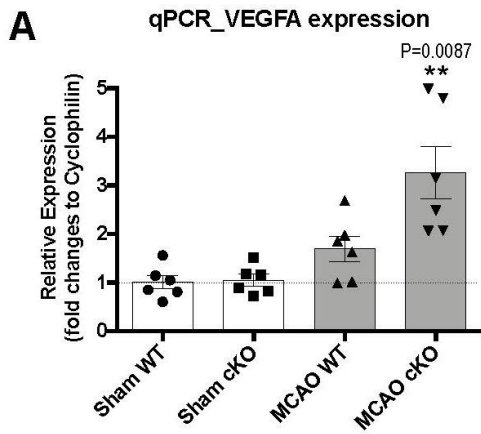 A
qPCR_VEGFA expression
P=0.0087
**
Relative Expression
(fold changes to Cyclophilin)
5
4
3
2
1
0
Sham WT
Sham cKO
MCAO WT
MCAO cKO